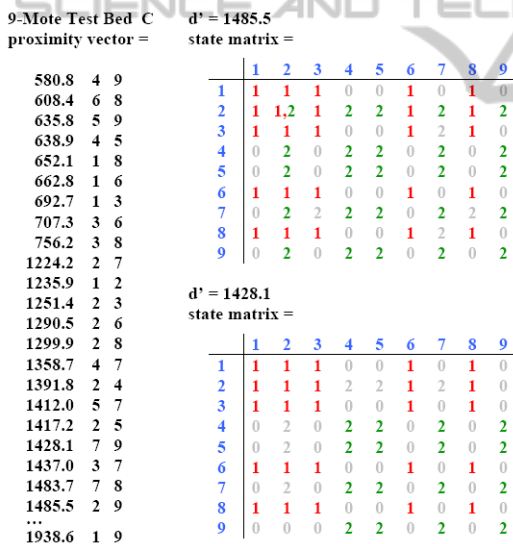 SCIENCE AND TECH
9-Mote Test Bed C
proximity vector =
580.8 4 9
608.4 6 8
635.8 5 9
638.9 4 5
652.1 1 8
662.8 1 6
692.7 1 3
707.3 3 6
756.2 3 8
1224.2 2 7
1235.9 1 2
1251.4 2 3
1290.5 2 6
1299.9 2 8
1358.7 4 7
1391.8 2 4
1412.0 5 7
1417.2 2 5
1428.1 7 9
1437.0 3 7
1483.7 7 8
1485.5 2 9
...
1938.6 1 9
d' = 1485.5
state matrix =
1 2 3 4 5 6 7 8 9
1 1 1 1 0 0 1 0 1 0
2 1 1,2 1 2 2 1 2 1 2
3 1 1 1 0 0 1 2 1 0
4 0 2 0 2 2 0 2 0 2
5 0 2 0 2 2 0 2 0 2
6 1 1 1 0 0 1 0 1 0
7 0 2 2 2 2 0 2 2 2
8 1 1 1 0 0 1 2 1 0
9 0 2 0 2 2 0 2 0 2
d' = 1428.1
state matrix =
1 2 3 4 5 6 7 8 9
1 1 1 1 0 0 1 0 1 0
2 1 1 1 2 2 1 2 1 0
3 1 1 1 0 0 1 0 1 0
4 0 2 0 2 2 0 2 0 2
5 0 2 0 2 2 0 2 0 2
6 1 1 1 0 0 1 0 1 0
7 0 2 0 2 2 0 2 0 2
8 1 1 1 0 0 1 0 1 0
9 0 0 0 2 2 0 2 0 2